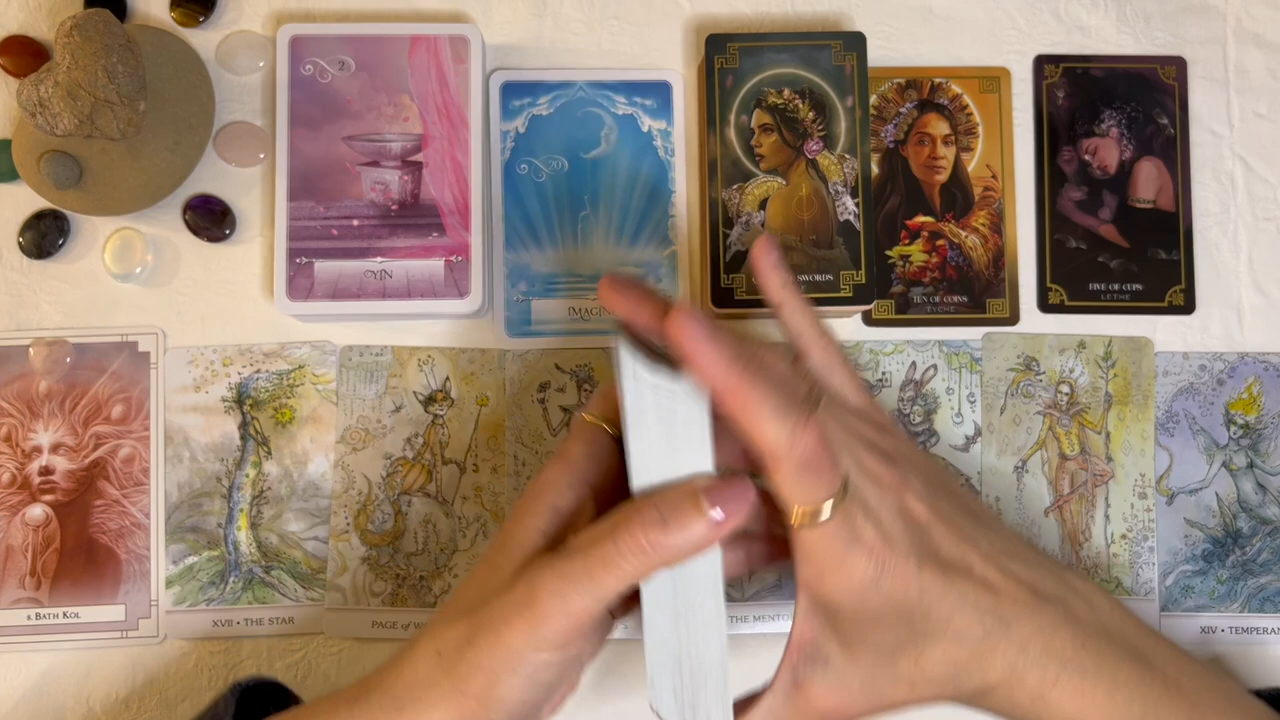 2
YIN
20
SWORDS
TEN OF COINS
TYCHE
FIVE OF CUPS
LETHE
8. BATH KOL
XVII • THE STAR
PAGE of
THE MENTO
XIV • TEMPERAN